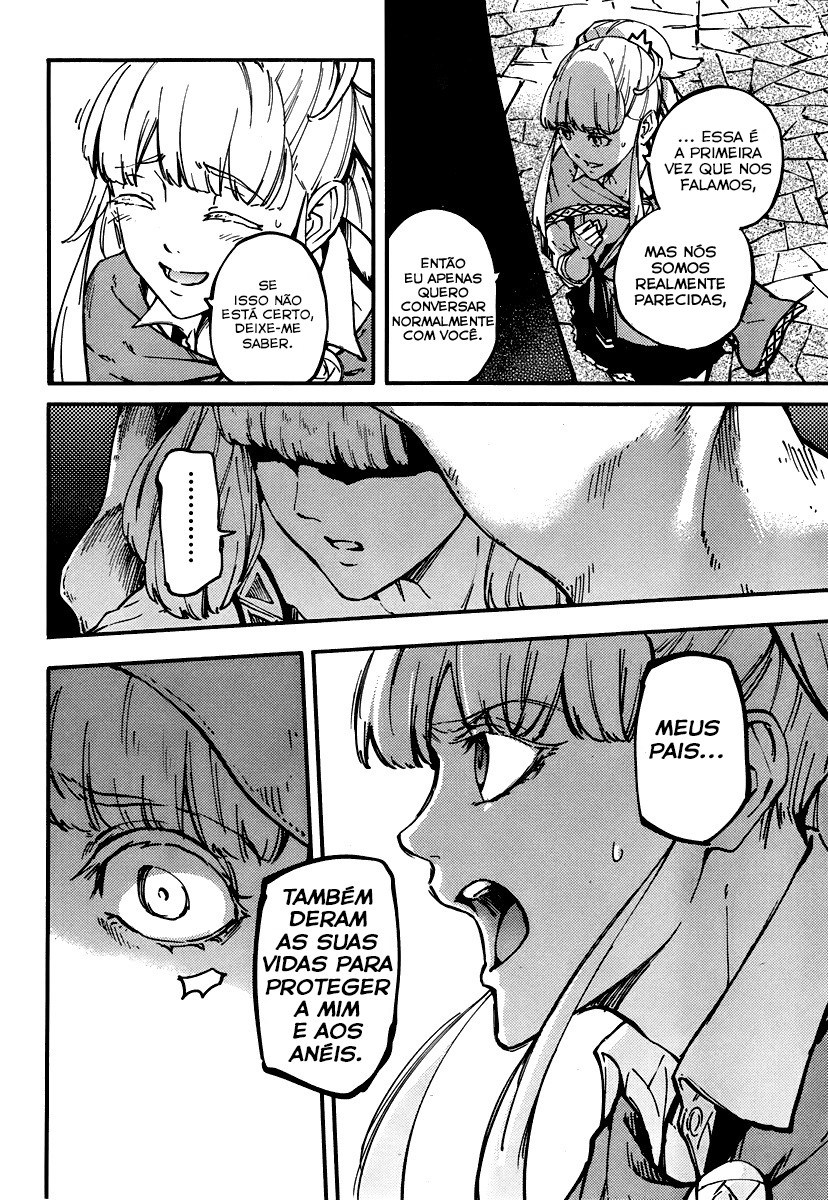 ... ESSA É
A PRIMEIRA
VEZ QUE NOS
FALAMOS,
MAS NÓS
SOMOS
REALMENTE
PARECIDAS,
ENTÃO
EU APENAS
QUERO
CONVERSAR
NORMALMENTE
COM VOCÊ.
SE
ISSO NÃO
ESTÁ CERTO,
DEIXE-ME
SABER.
.........
MEUS
PAIS...
TAMBÉM
DERAM
AS SUAS
VIDAS PARA
PROTEGER
A MIM
E AOS
ANÉIS.